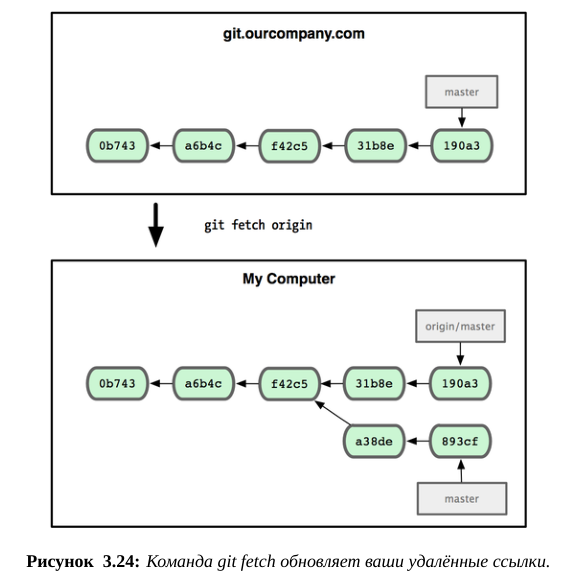 git.ourcompany.com
master
0b743 a6b4c f42c5 31b8e 190a3
git fetch origin
My Computer
origin/master
0b743 a6b4c f42c5 31b8e 190a3
a38de 893cf
master
Рисунок 3.24: Команда git fetch обновляет ваши удалённые ссылки.